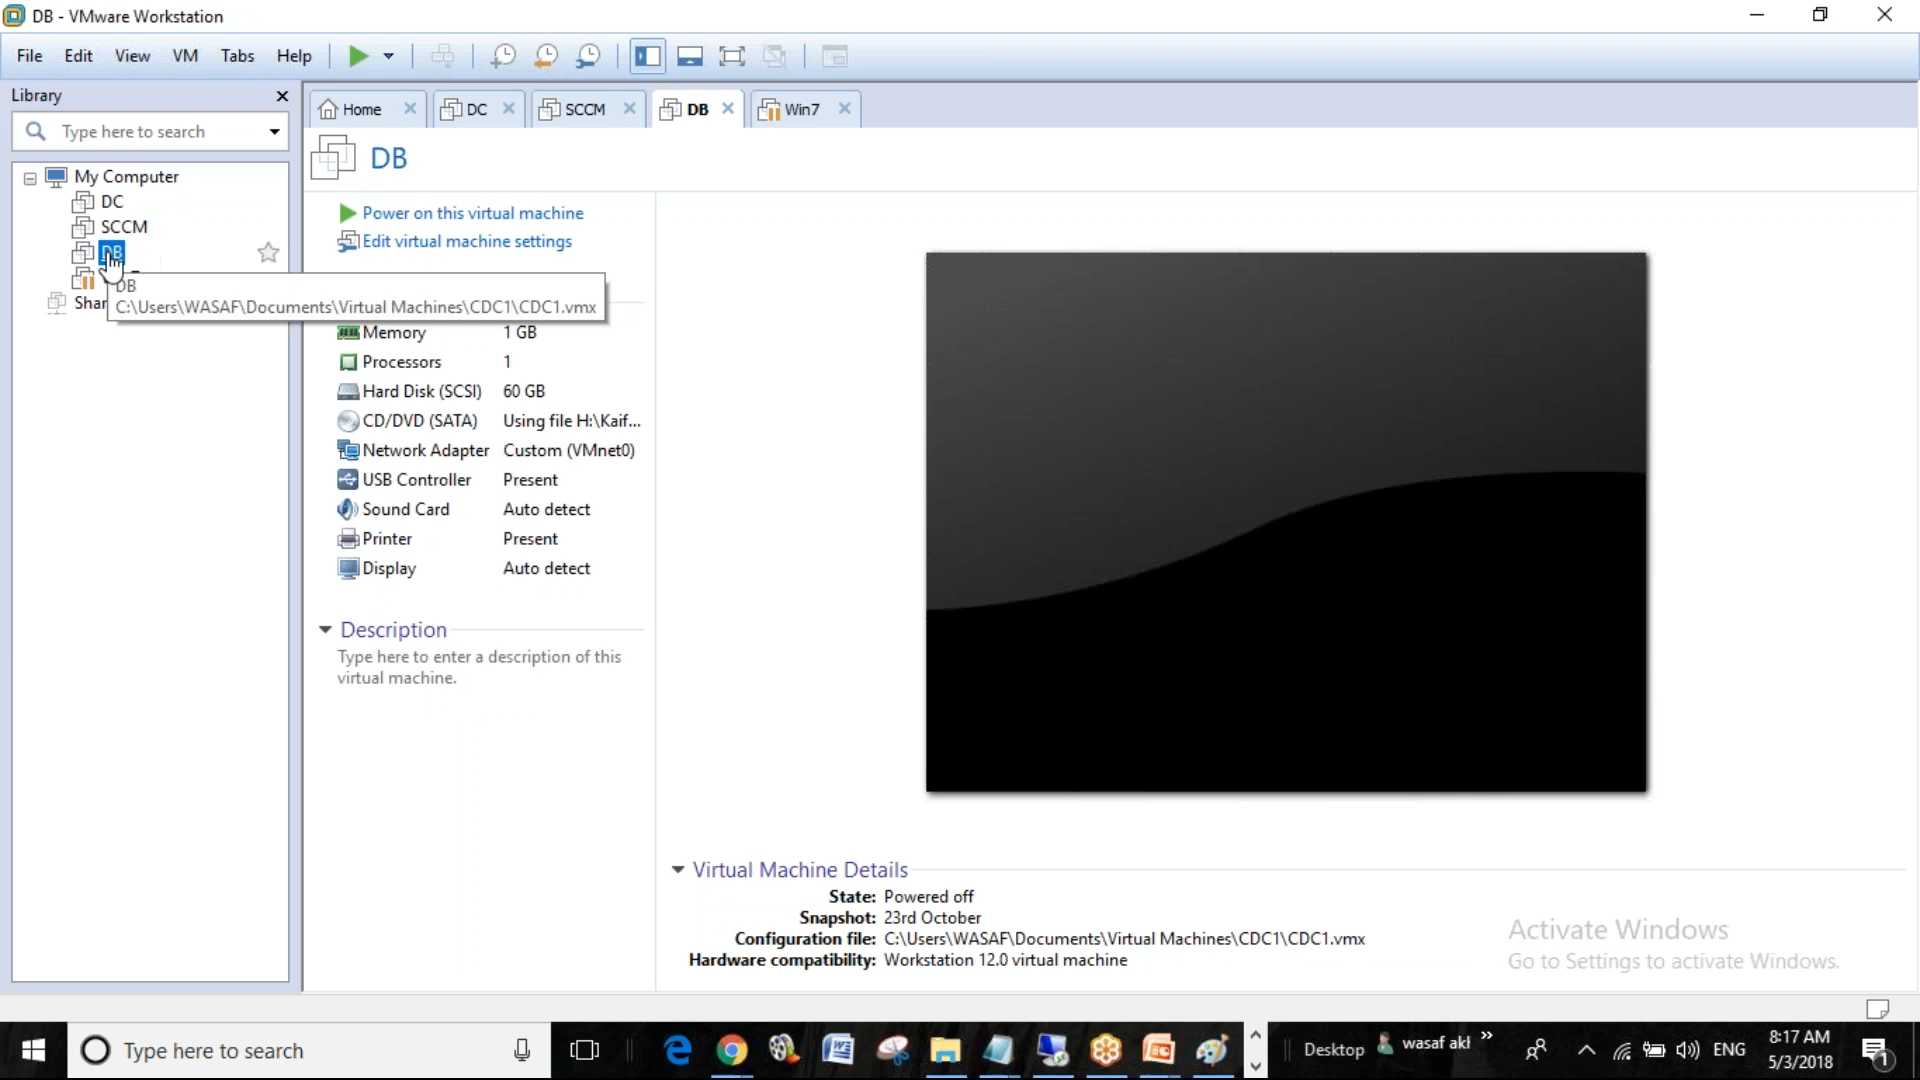 DB - VMware Workstation
File Edit View VM Tabs Help
Library
Type here to search
Home DC SCCM DB Win7
My Computer
DC
SCCM
DB
Shar
DB
C:\Users\WASAF\Documents\Virtual Machines\CDC1\CDC1.vmx
DB
Power on this virtual machine
Edit virtual machine settings
Memory 1 GB
Processors 1
Hard Disk (SCSI) 60 GB
CD/DVD (SATA) Using file H:\Kaif...
Network Adapter Custom (VMnet0)
USB Controller Present
Sound Card Auto detect
Printer Present
Display Auto detect
Description
Type here to enter a description of this
virtual machine.
Virtual Machine Details
State: Powered off
Snapshot: 23rd October
Configuration file: C:\Users\WASAF\Documents\Virtual Machines\CDC1\CDC1.vmx
Hardware compatibility: Workstation 12.0 virtual machine
Activate Windows
Go to Settings to activate Windows.
Type here to search
Desktop wasaf akl » ENG 8:17 AM
5/3/2018
1